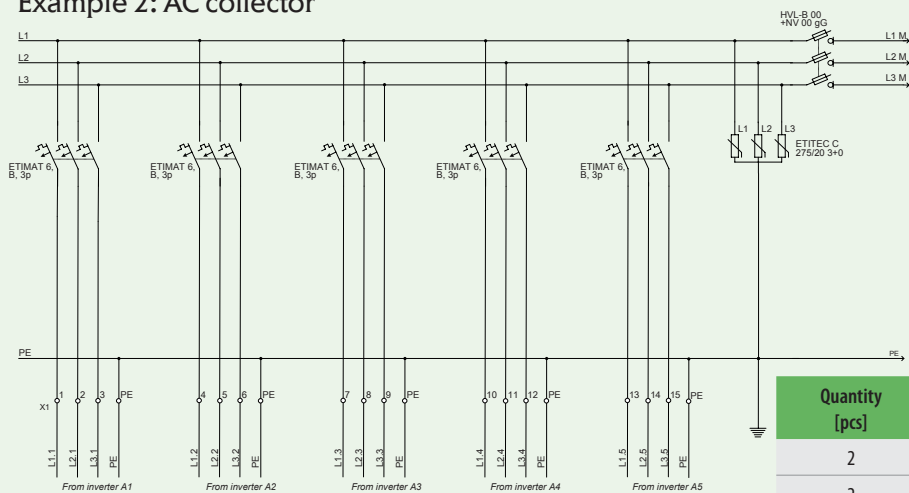 Example 2: AC collector
HVL-B 00
+NV 00 gG
L1
L1 M
L2
L2 M
L3
L3 M
L1 L2 L3
ETITEC C
275/20 3+0
ETIMAT 6,
B, 3p
ETIMAT 6,
B, 3p
ETIMAT 6,
B, 3p
ETIMAT 6,
B, 3p
ETIMAT 6,
B, 3p
PE
PE
X1
1 2 3 PE
4 5 6 PE
7 8 9 PE
10 11 12 PE
13 14 15 PE
L1.1 L2.1 L3.1 PE
L1.2 L2.2 L3.2 PE
L1.3 L2.3 L3.3 PE
L1.4 L2.4 L3.4 PE
L1.5 L2.5 L3.5 PE
From inverter A1
From inverter A2
From inverter A3
From inverter A4
From inverter A5
Quantity
[pcs]
2